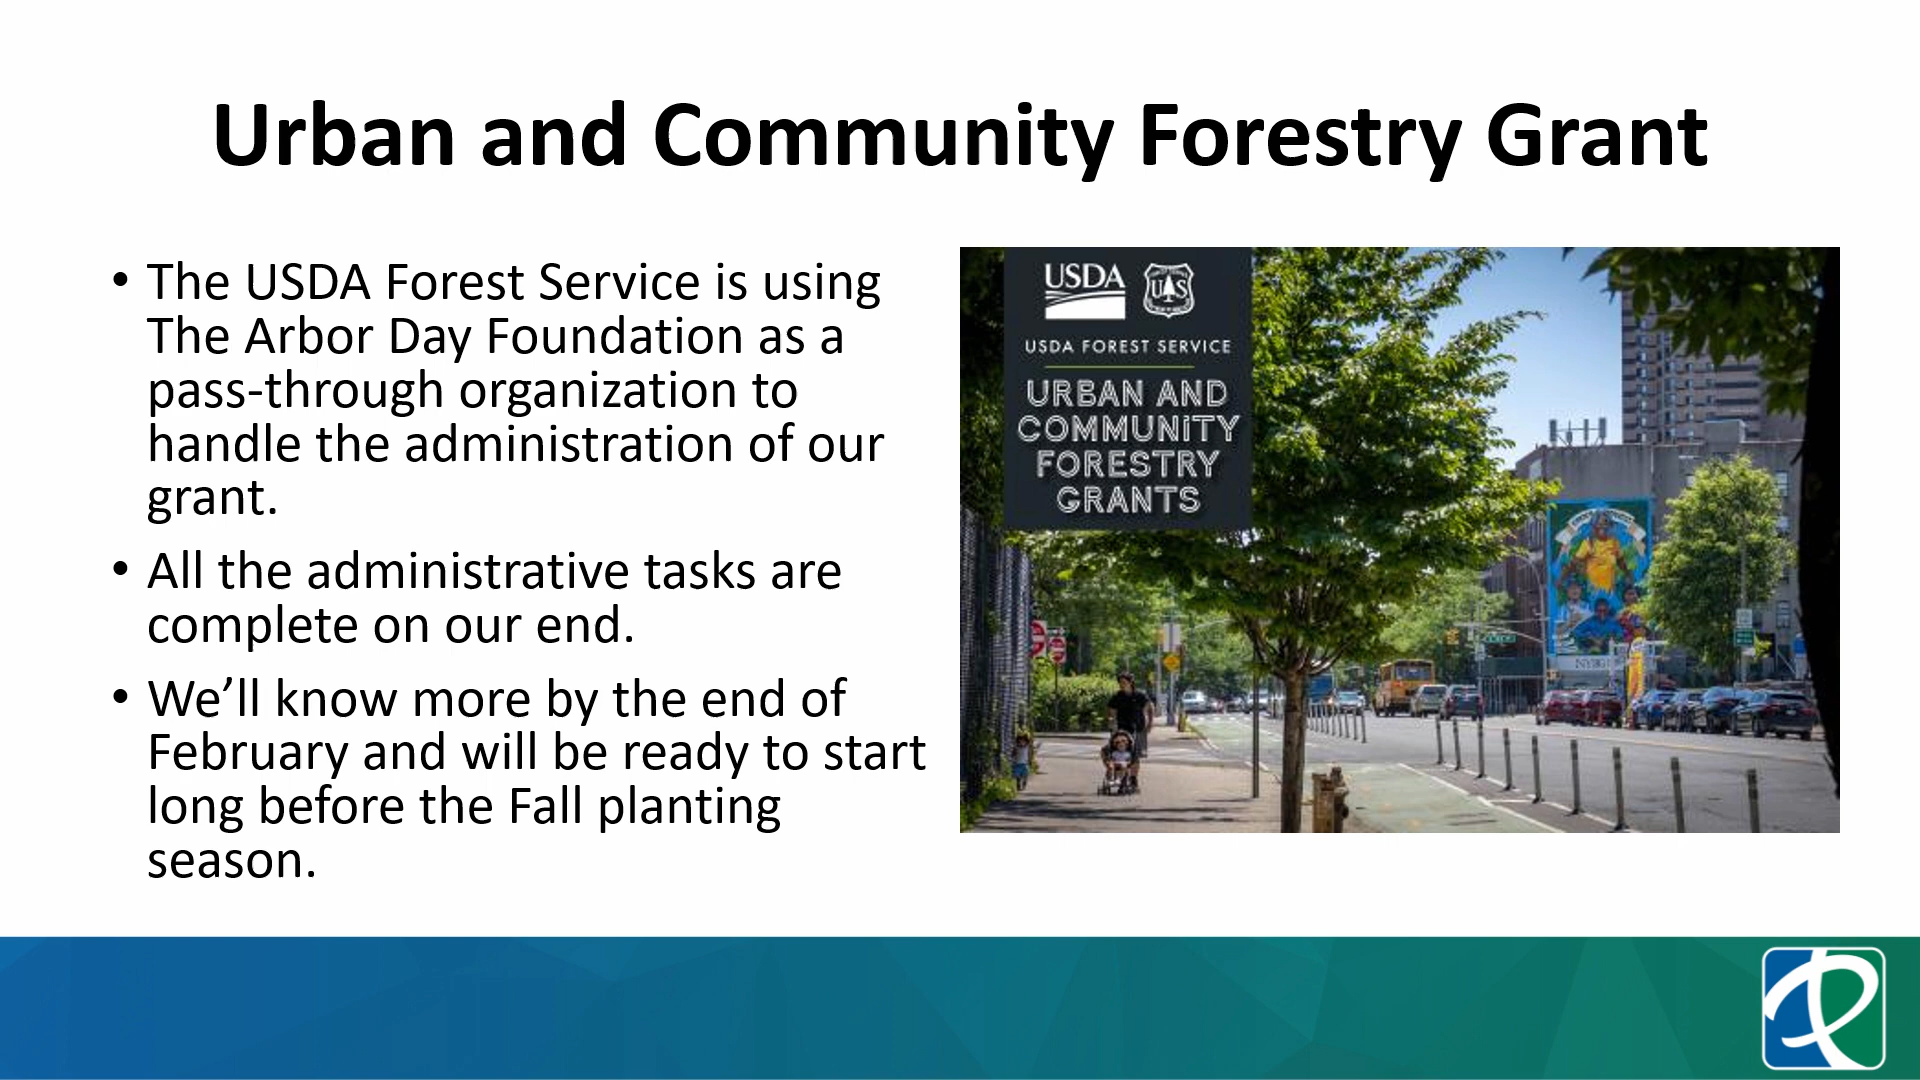 Urban and Community Forestry Grant
• The USDA Forest Service is using
The Arbor Day Foundation as a
pass-through organization to
handle the administration of our
grant.
• All the administrative tasks are
complete on our end.
• We’ll know more by the end of
February and will be ready to start
long before the Fall planting
season.
USDA
U S
USDA FOREST SERVICE
URBAN AND
COMMUNITY
FORESTRY
GRANTS